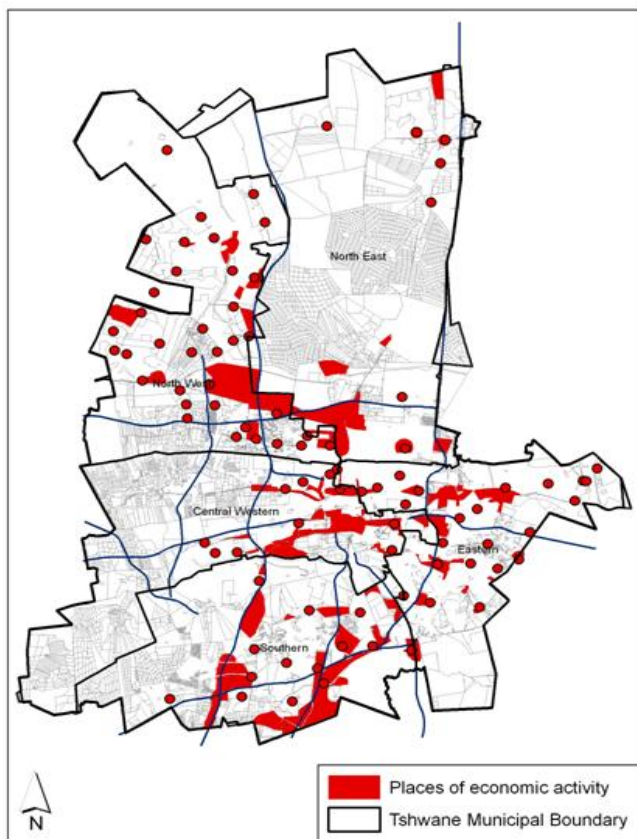 North East
North West
Central Western
Eastern
Southern
Places of economic activity
Tshwane Municipal Boundary
N